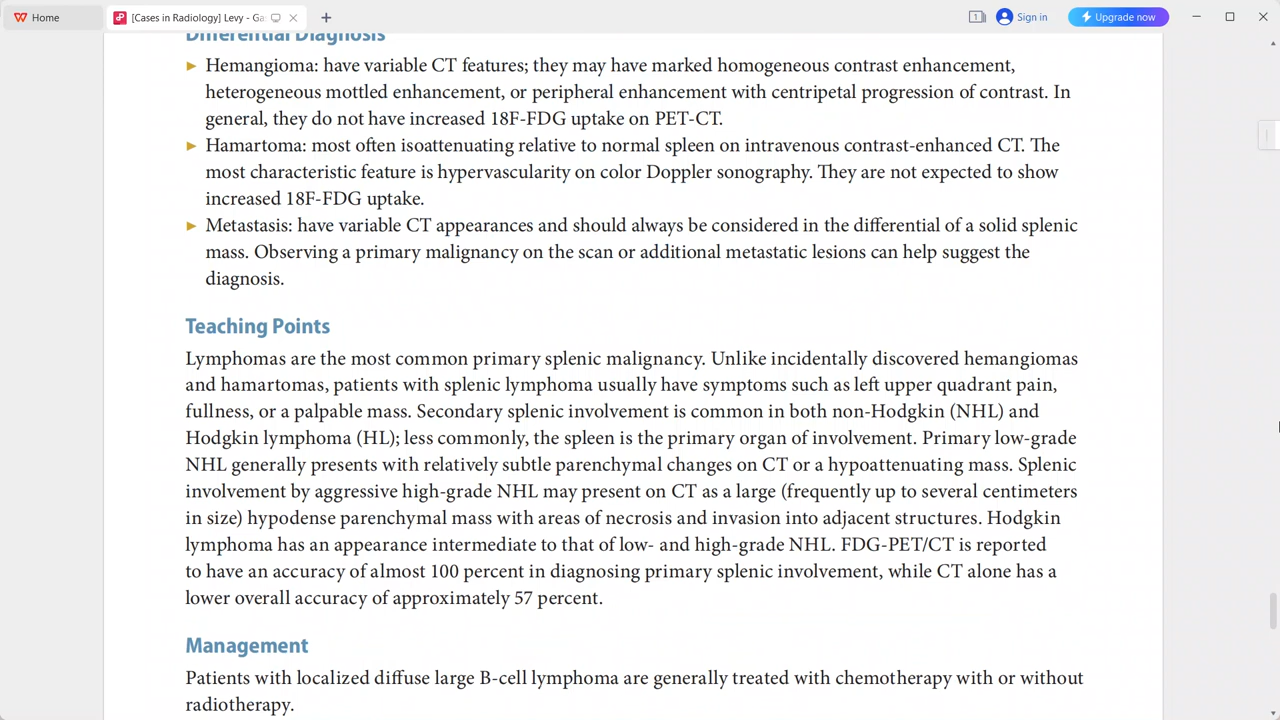 Home
[Cases in Radiology] Levy - Ga
Sign in
Upgrade now
Differential Diagnosis
► Hemangioma: have variable CT features; they may have marked homogeneous contrast enhancement,
heterogeneous mottled enhancement, or peripheral enhancement with centripetal progression of contrast. In
general, they do not have increased 18F-FDG uptake on PET-CT.
► Hamartoma: most often isoattenuating relative to normal spleen on intravenous contrast-enhanced CT. The
most characteristic feature is hypervascularity on color Doppler sonography. They are not expected to show
increased 18F-FDG uptake.
► Metastasis: have variable CT appearances and should always be considered in the differential of a solid splenic
mass. Observing a primary malignancy on the scan or additional metastatic lesions can help suggest the
diagnosis.
Teaching Points
Lymphomas are the most common primary splenic malignancy. Unlike incidentally discovered hemangiomas
and hamartomas, patients with splenic lymphoma usually have symptoms such as left upper quadrant pain,
fullness, or a palpable mass. Secondary splenic involvement is common in both non-Hodgkin (NHL) and
Hodgkin lymphoma (HL); less commonly, the spleen is the primary organ of involvement. Primary low-grade
NHL generally presents with relatively subtle parenchymal changes on CT or a hypoattenuating mass. Splenic
involvement by aggressive high-grade NHL may present on CT as a large (frequently up to several centimeters
in size) hypodense parenchymal mass with areas of necrosis and invasion into adjacent structures. Hodgkin
lymphoma has an appearance intermediate to that of low- and high-grade NHL. FDG-PET/CT is reported
to have an accuracy of almost 100 percent in diagnosing primary splenic involvement, while CT alone has a
lower overall accuracy of approximately 57 percent.
Management
Patients with localized diffuse large B-cell lymphoma are generally treated with chemotherapy with or without
radiotherapy.